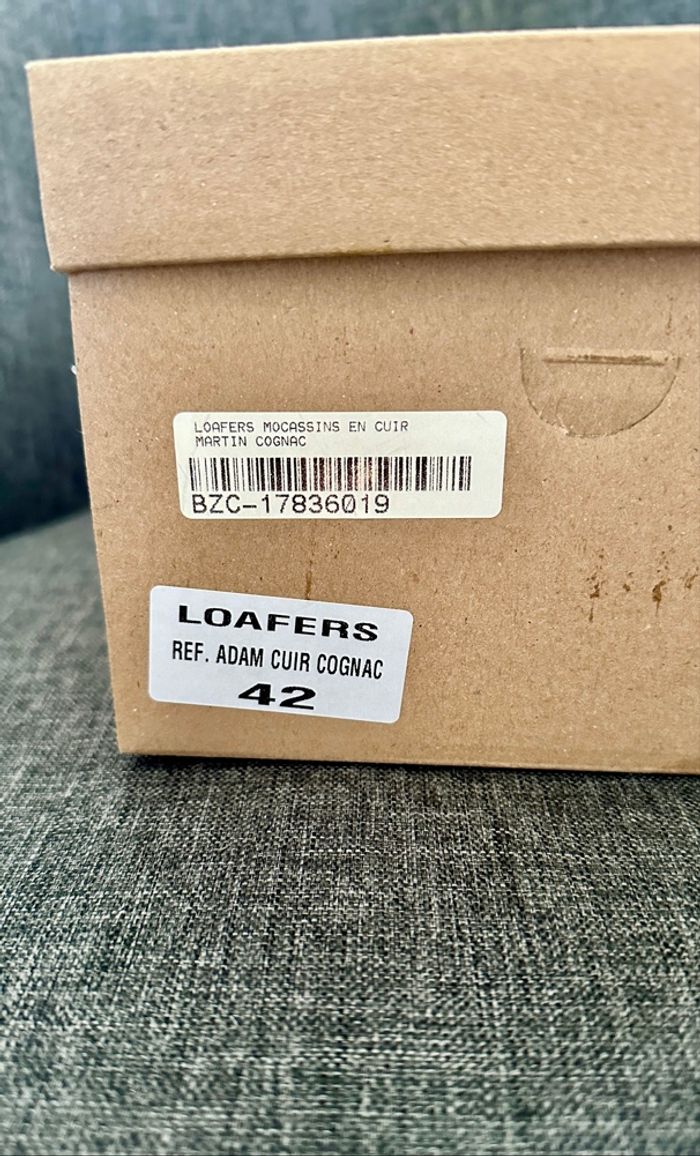 LOAFERS MOCASSINS EN CUIR
MARTIN COGNAC
BZC-17836019
LOAFERS
REF. ADAM CUIR COGNAC
42